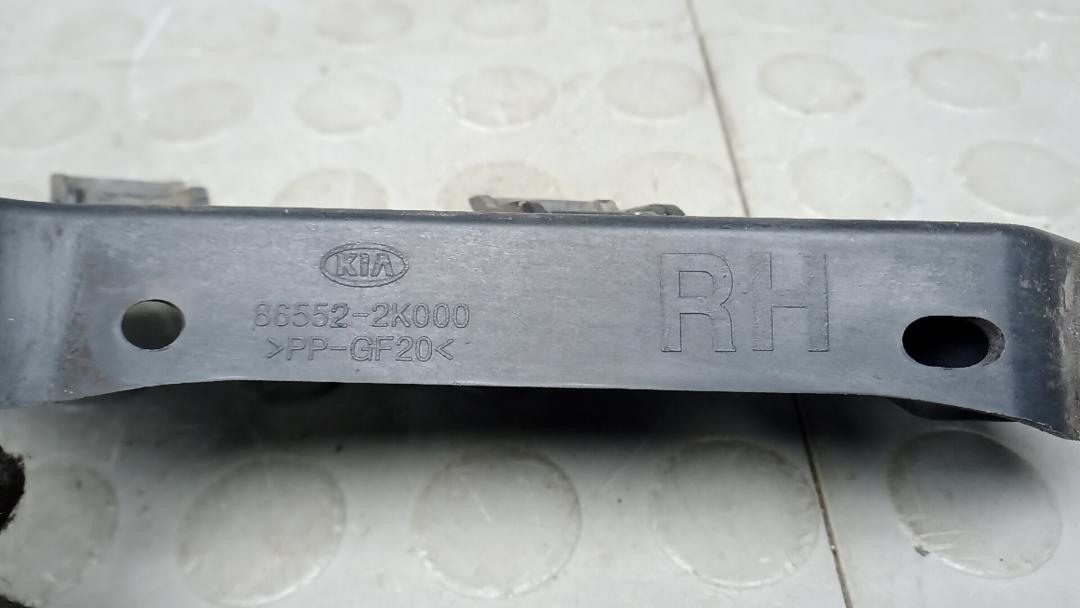 KIA
86552-2K000
>PP-GF20<
RH